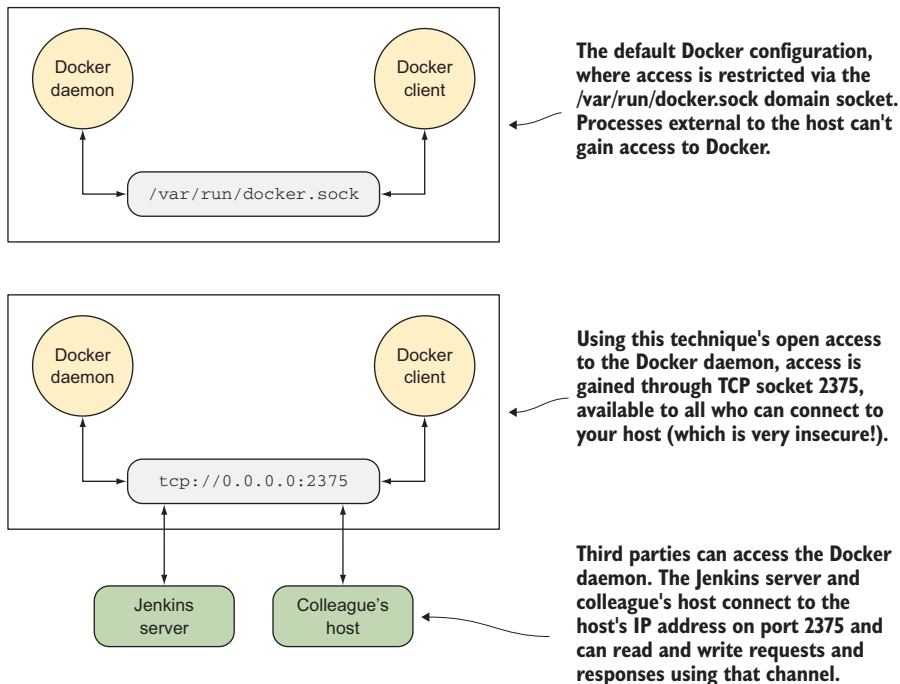 Docker
daemon
Docker
client
/var/run/docker.sock
The default Docker configuration,
where access is restricted via the
/var/run/docker.sock domain socket.
Processes external to the host can't
gain access to Docker.
Docker
daemon
Docker
client
tcp://0.0.0.0:2375
Using this technique's open access
to the Docker daemon, access is
gained through TCP socket 2375,
available to all who can connect to
your host (which is very insecure!).
Jenkins
server
Colleague's
host
Third parties can access the Docker
daemon. The Jenkins server and
colleague's host connect to the
host's IP address on port 2375 and
can read and write requests and
responses using that channel.